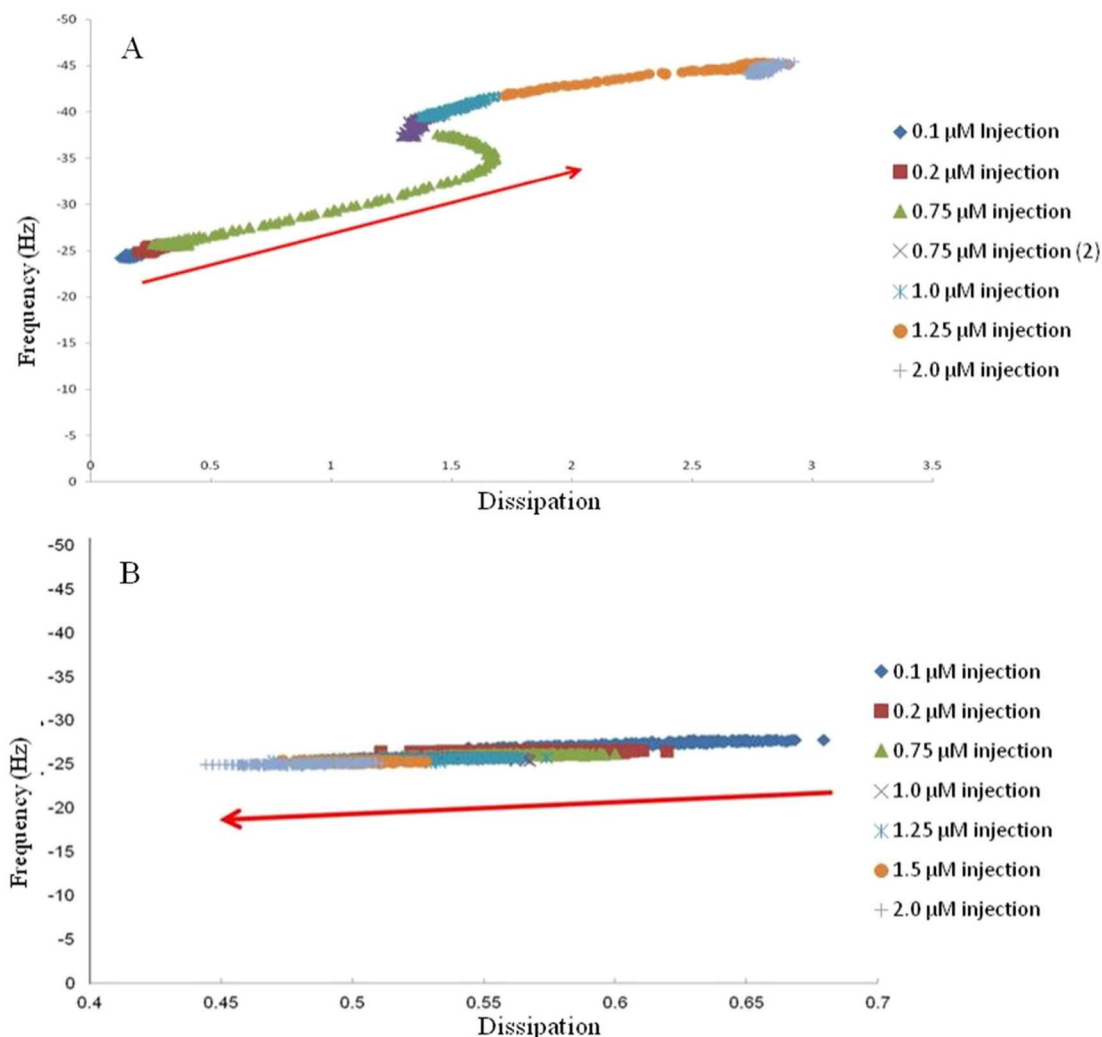 A
-50
-45
-40
-35
-30
-25
-20
-15
-10
-5
0
Frequency (Hz)
0 0.5 1 1.5 2 2.5 3 3.5
Dissipation
0.1 µM Injection
0.2 µM injection
0.75 µM injection
0.75 µM injection (2)
1.0 µM injection
1.25 µM injection
2.0 µM injection
B
-50
-45
-40
-35
-30
-25
-20
-15
-10
-5
0
Frequency (Hz)
0.4 0.45 0.5 0.55 0.6 0.65 0.7
Dissipation
0.1 µM injection
0.2 µM injection
0.75 µM injection
1.0 µM injection
1.25 µM injection
1.5 µM injection
2.0 µM injection